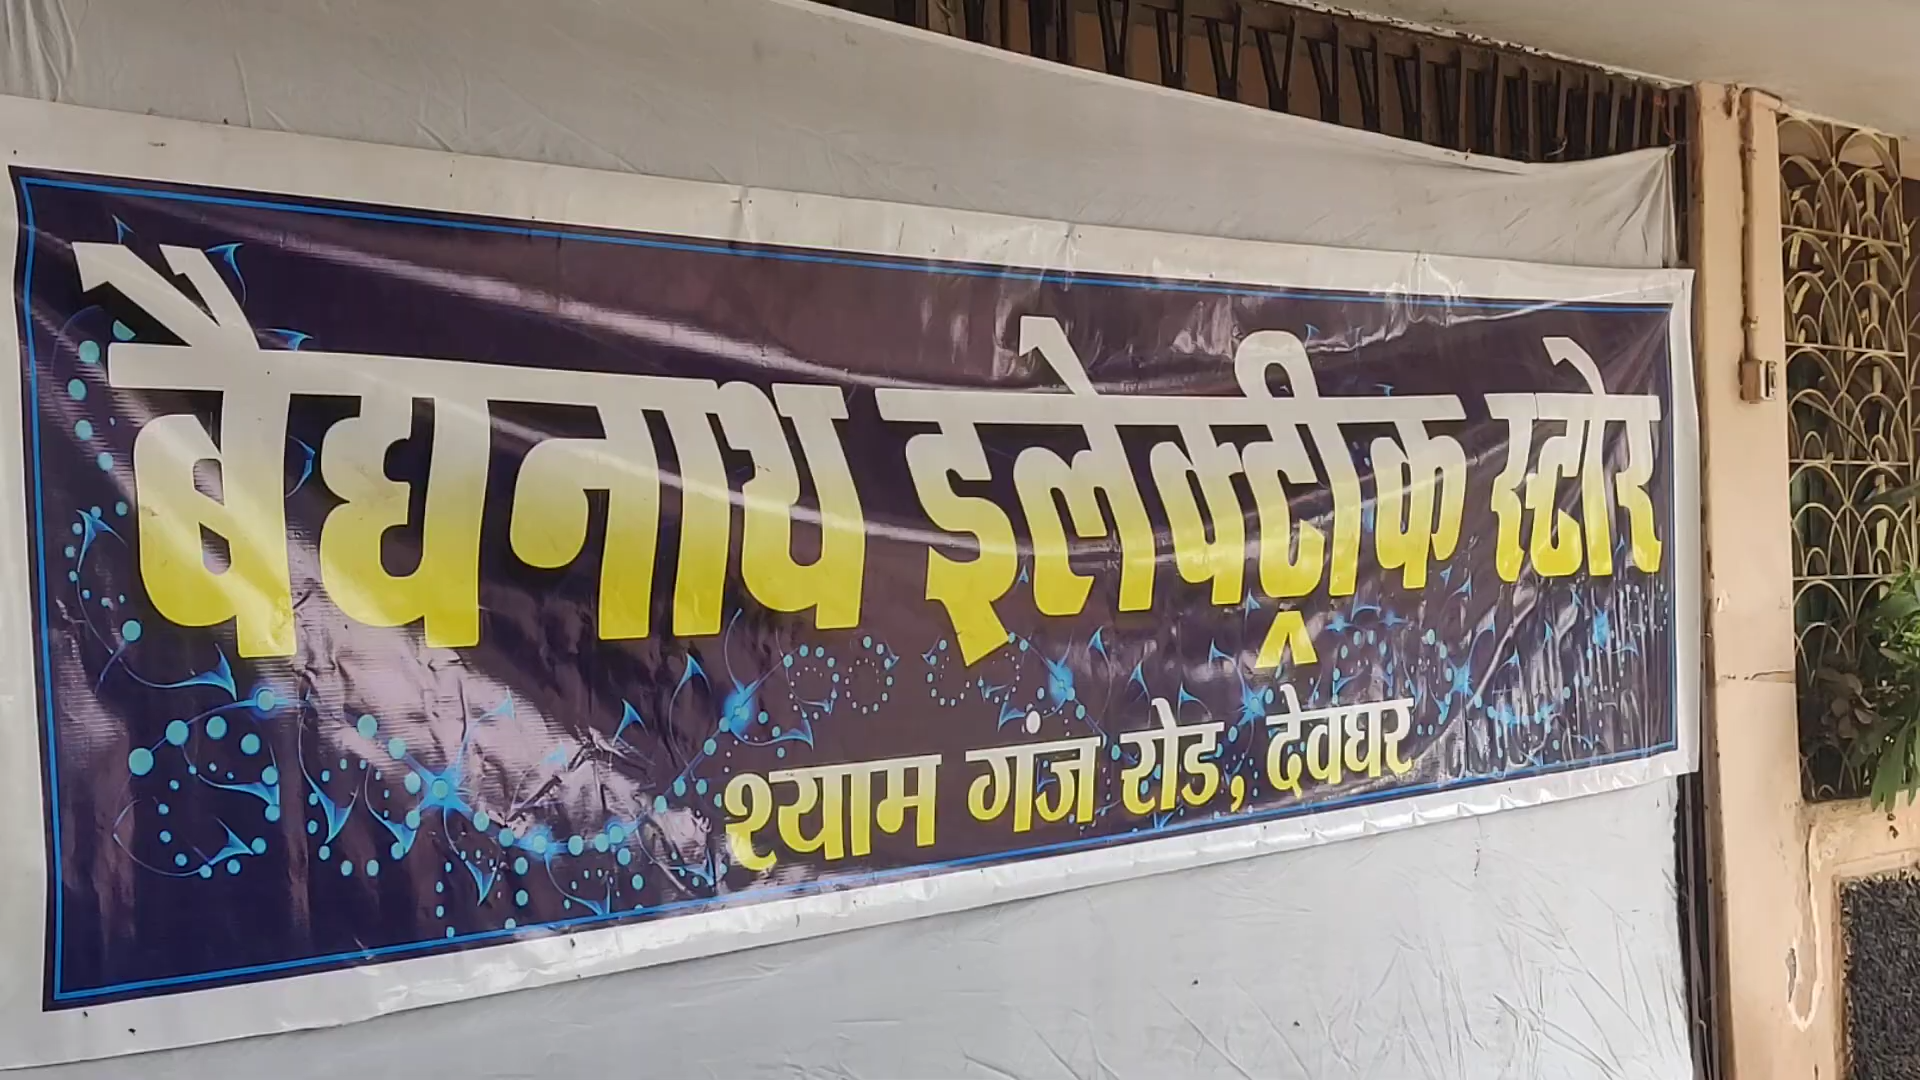 बैद्यनाथ इलेक्ट्रीक स्टोर
श्याम गंज रोड, देवघर